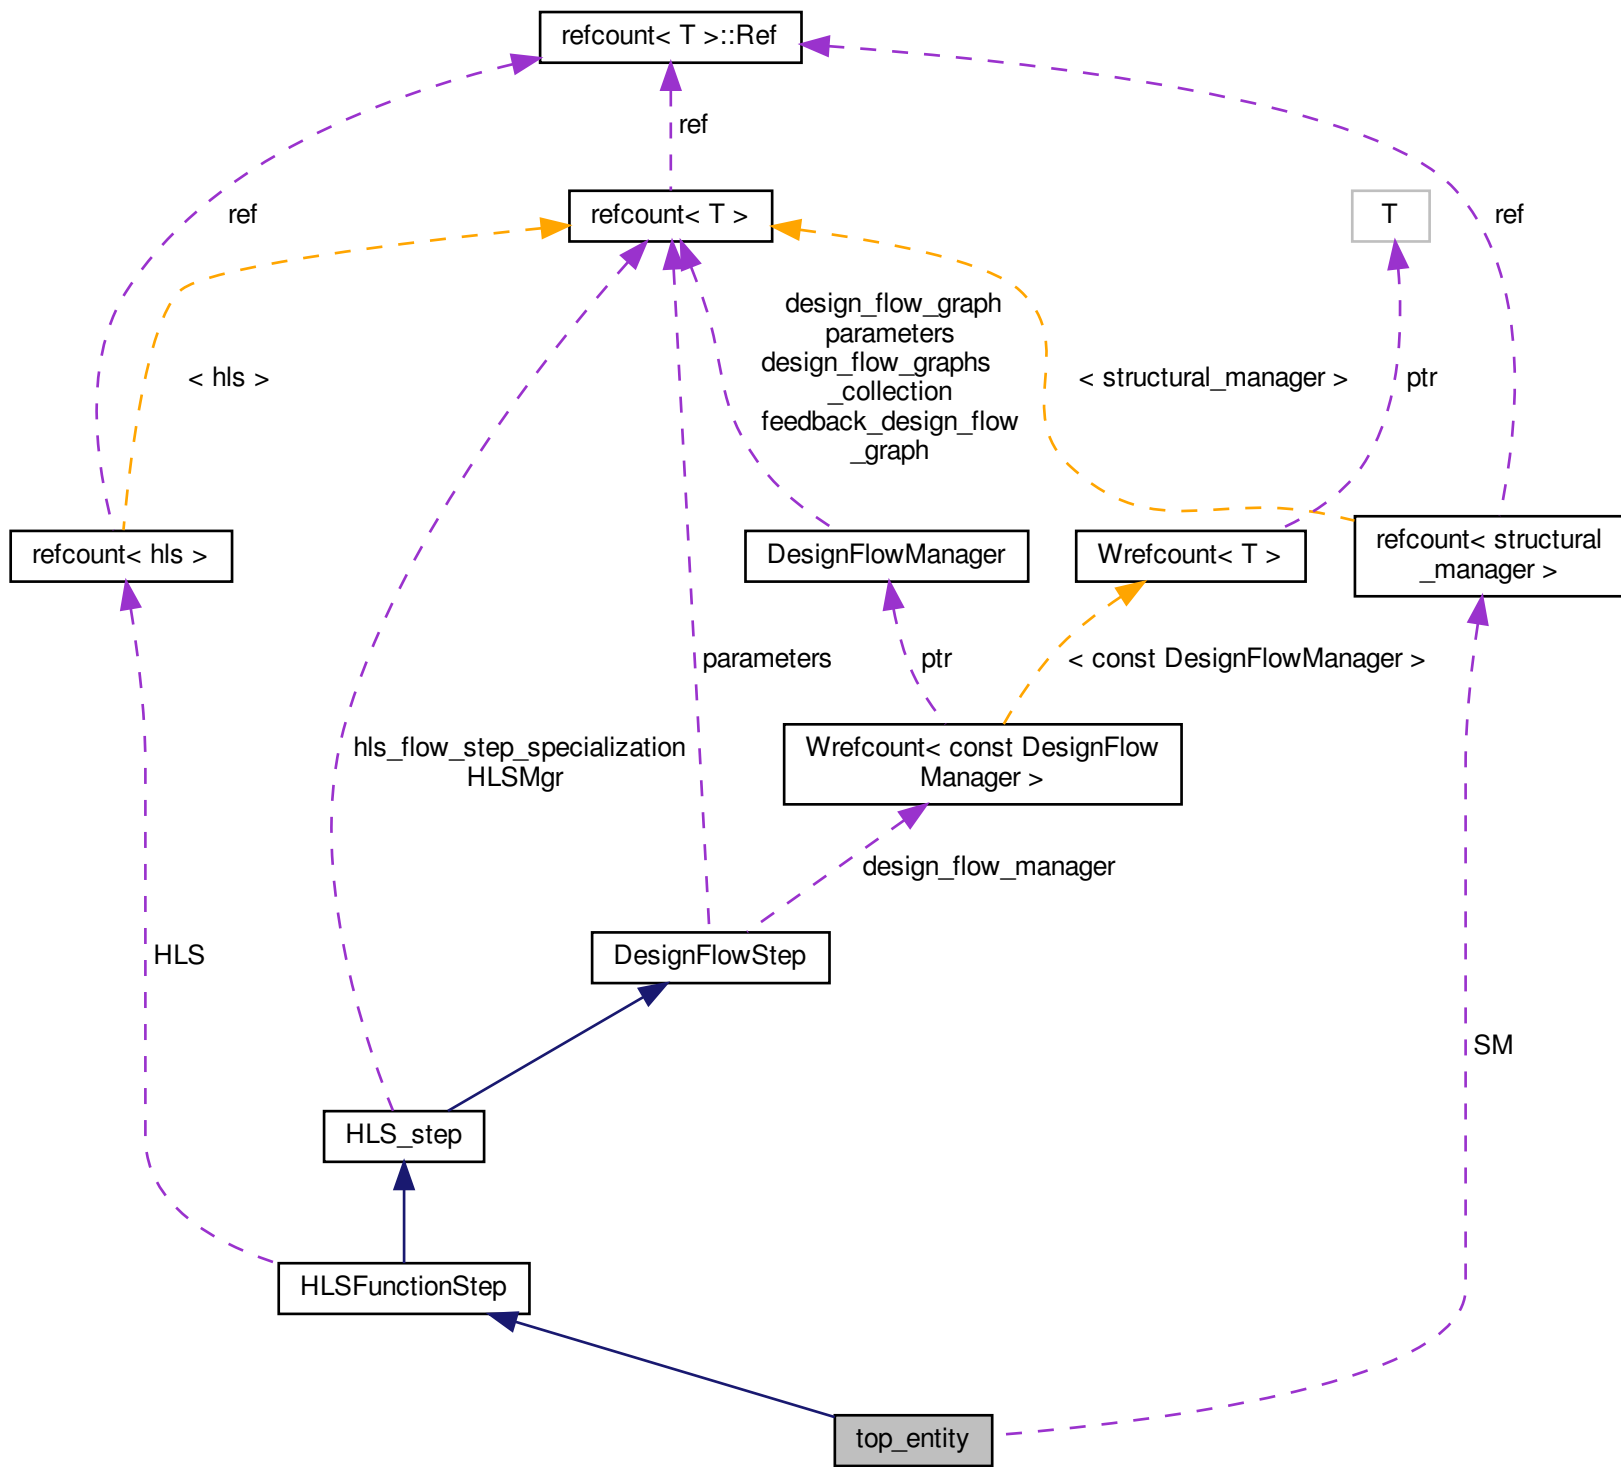 refcount< T >::Ref
ref
refcount< T >
T
ref
ref
design_flow_graph
parameters
design_flow_graphs
_collection
feedback_design_flow
_graph
< hls >
< structural_manager >
ptr
refcount< hls >
DesignFlowManager
Wrefcount< T >
refcount< structural
_manager >
parameters
ptr
< const DesignFlowManager >
hls_flow_step_specialization
HLSMgr
Wrefcount< const DesignFlow
Manager >
design_flow_manager
HLS
DesignFlowStep
SM
HLS_step
HLSFunctionStep
top_entity